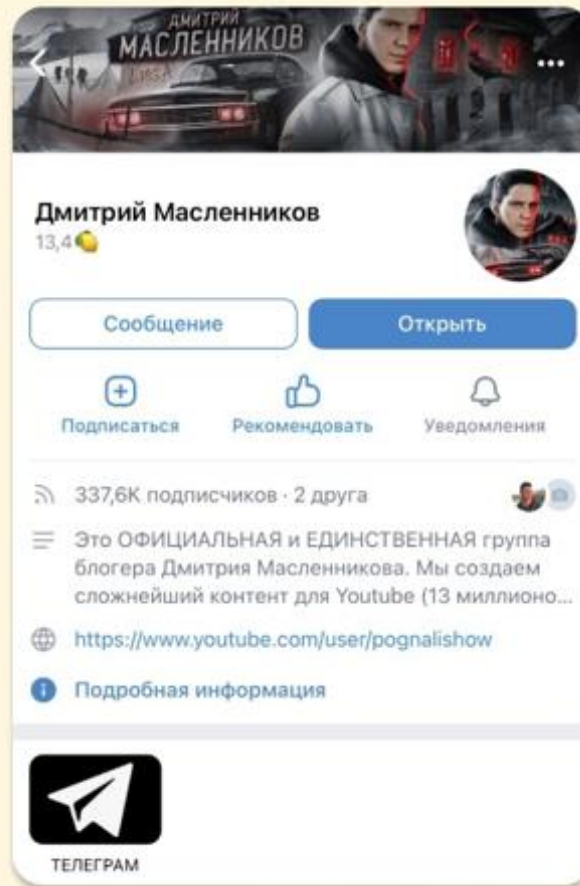 ДМИТРИЙ
МАСЛЕННИКОВ
Дмитрий Масленников
13,4🍋
Сообщение
Открыть
Подписаться
Рекомендовать
Уведомления
337,6K подписчиков · 2 друга
Это ОФИЦИАЛЬНАЯ и ЕДИНСТВЕННАЯ группа
блогера Дмитрия Масленникова. Мы создаем
сложнейший контент для Youtube (13 миллионо...
https://www.youtube.com/user/pognalishow
Подробная информация
ТЕЛЕГРАМ